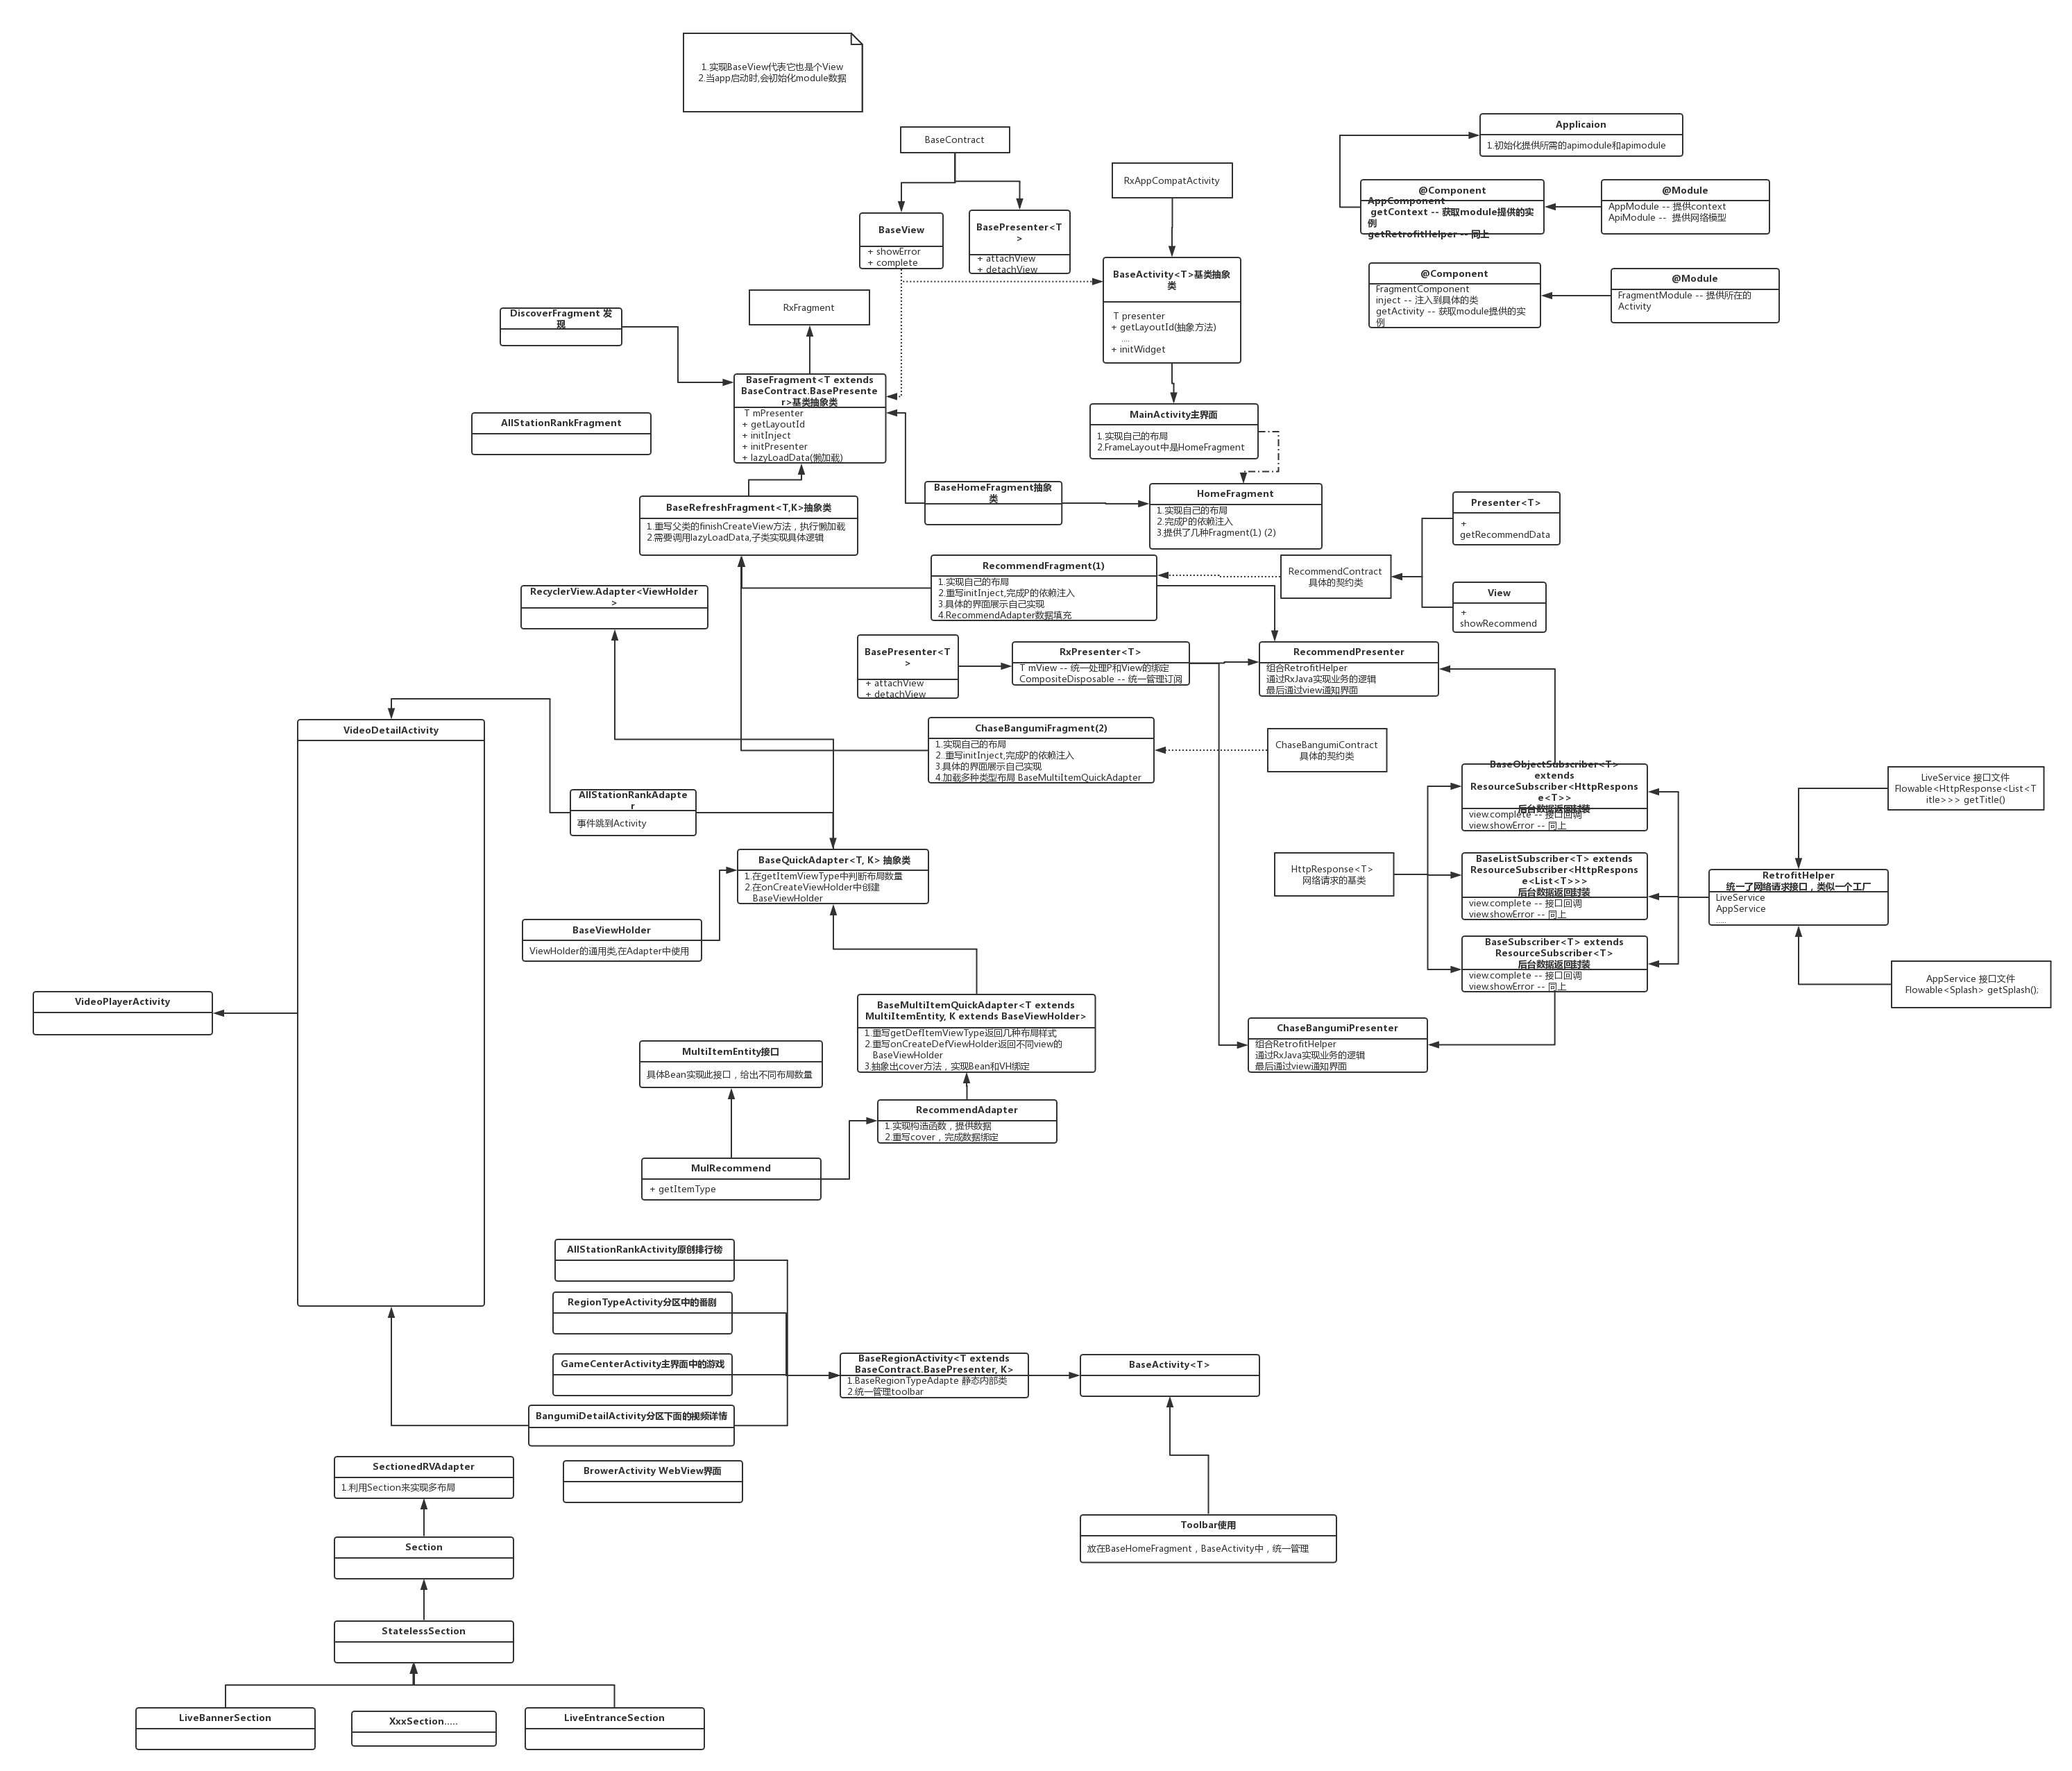 1.实现BaseView代表它也是个View
2.当app启动时,会初始化module数据
BaseContract
RxAppCompatActivity
Applicaion
1.初始化提供所需的apimodule和apimodule
@Component
AppComponent
getContext -- 获取module提供的实
例
getRetrofitHelper -- 同上
@Module
AppModule -- 提供context
ApiModule -- 提供网络模型
BaseView
+ showError
+ complete
BasePresenter<T
>
+ attachView
+ detachView
BaseActivity<T>基类抽象
类
T presenter
+ getLayoutId(抽象方法)
....
+ initWidget
@Component
FragmentComponent
inject -- 注入到具体的类
getActivity -- 获取module提供的实
例
@Module
FragmentModule -- 提供所在的
Activity
RxFragment
DiscoverFragment 发
现
BaseFragment<T extends
BaseContract.BasePresente
r>基类抽象类
T mPresenter
+ getLayoutId
+ initInject
+ initPresenter
+ lazyLoadData(懒加载)
AllStationRankFragment
MainActivity主界面
1.实现自己的布局
2.FrameLayout中是HomeFragment
BaseRefreshFragment<T,K>抽象类
1.重写父类的finishCreateView方法，执行懒加载
2.需要调用lazyLoadData,子类实现具体逻辑
BaseHomeFragment抽象
类
HomeFragment
1.实现自己的布局
2.完成P的依赖注入
3.提供了几种Fragment(1) (2)
Presenter<T>
+
getRecommendData
RecommendFragment(1)
1.实现自己的布局
2.重写initInject,完成P的依赖注入
3.具体的界面展示自己实现
4.RecommendAdapter数据填充
RecommendContract
具体的契约类
View
+
showRecommend
RecyclerView.Adapter<ViewHolder
>
BasePresenter<T
>
+ attachView
+ detachView
RxPresenter<T>
T mView -- 统一处理P和View的绑定
CompositeDisposable -- 统一管理订阅
RecommendPresenter
组合RetrofitHelper
通过RxJava实现业务的逻辑
最后通过view通知界面
VideoDetailActivity
ChaseBangumiFragment(2)
1.实现自己的布局
2..重写initInject,完成P的依赖注入
3.具体的界面展示自己实现
4.加载多种类型布局 BaseMultiItemQuickAdapter
ChaseBangumiContract
具体的契约类
BaseObjectSubscriber<T>
extends
ResourceSubscriber<HttpRespons
e<T>>
后台数据返回封装
view.complete -- 接口回调
view.showError -- 同上
LiveService 接口文件
Flowable<HttpResponse<List<T
itle>>> getTitle()
AllStationRankAdapte
r
事件跳到Activity
BaseQuickAdapter<T, K> 抽象类
1.在getItemViewType中判断布局数量
2.在onCreateViewHolder中创建
BaseViewHolder
HttpResponse<T>
网络请求的基类
BaseListSubscriber<T> extends
ResourceSubscriber<HttpRespons
e<List<T>>>
后台数据返回封装
view.complete -- 接口回调
view.showError -- 同上
RetrofitHelper
统一了网络请求接口，类似一个工厂
LiveService
AppService
.....
BaseViewHolder
ViewHolder的通用类,在Adapter中使用
BaseSubscriber<T> extends
ResourceSubscriber<T>
后台数据返回封装
view.complete -- 接口回调
view.showError -- 同上
AppService 接口文件
Flowable<Splash> getSplash();
VideoPlayerActivity
BaseMultiItemQuickAdapter<T extends
MultiItemEntity, K extends BaseViewHolder>
1.重写getDefItemViewType返回几种布局样式
2.重写onCreateDefViewHolder返回不同view的
BaseViewHolder
3.抽象出cover方法，实现Bean和VH绑定
ChaseBangumiPresenter
组合RetrofitHelper
通过RxJava实现业务的逻辑
最后通过view通知界面
MultiItemEntity接口
具体Bean实现此接口，给出不同布局数量
RecommendAdapter
1.实现构造函数，提供数据
2.重写cover，完成数据绑定
MulRecommend
+ getItemType
AllStationRankActivity原创排行榜
RegionTypeActivity分区中的番剧
GameCenterActivity主界面中的游戏
BaseRegionActivity<T extends
BaseContract.BasePresenter, K>
1.BaseRegionTypeAdapte 静态内部类
2.统一管理toolbar
BaseActivity<T>
BangumiDetailActivity分区下面的视频详情
SectionedRVAdapter
1.利用Section来实现多布局
BrowerActivity WebView界面
Toolbar使用
放在BaseHomeFragment，BaseActivity中，统一管理
Section
StatelessSection
LiveBannerSection
XxxSection.....
LiveEntranceSection